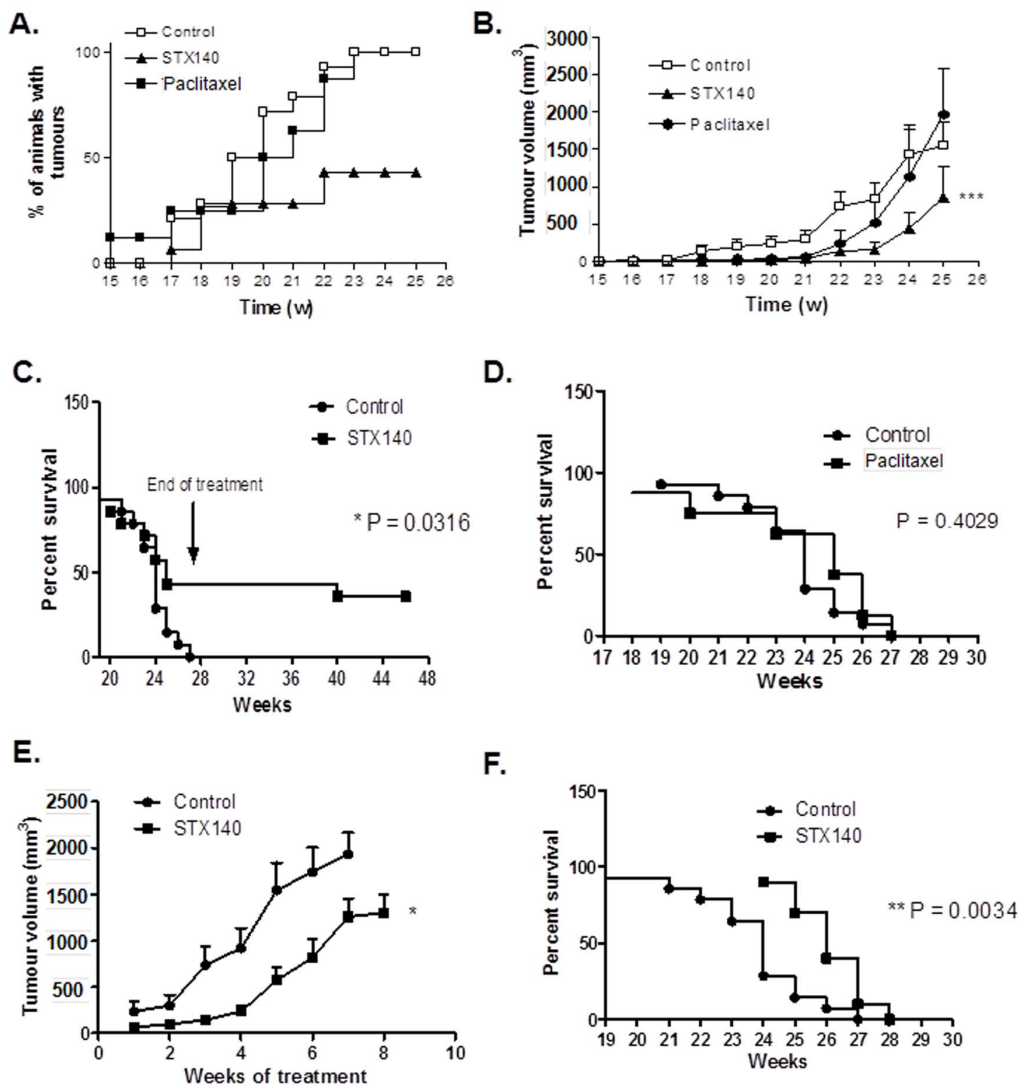 A.
Control
STX140
Paclitaxel
% of animals with
tumours
100
50
0
15 16 17 18 19 20 21 22 23 24 25 26
Time (w)
B.
Control
STX140
Paclitaxel
Tumour volume (mm³)
3000
2500
2000
1500
1000
500
0
***
15 16 17 18 19 20 21 22 23 24 25 26
Time (w)
C.
Control
STX140
End of treatment
* P = 0.0316
Percent survival
150
100
50
0
20 24 28 32 36 40 44 48
Weeks
D.
Control
Paclitaxel
P = 0.4029
Percent survival
150
100
50
0
17 18 19 20 21 22 23 24 25 26 27 28 29 30
Weeks
E.
Control
STX140
Tumour volume (mm³)
2500
2000
1500
1000
500
0
*
0 2 4 6 8 10
Weeks of treatment
F.
Control
STX140
** P = 0.0034
Percent survival
150
100
50
0
19 20 21 22 23 24 25 26 27 28 29 30
Weeks